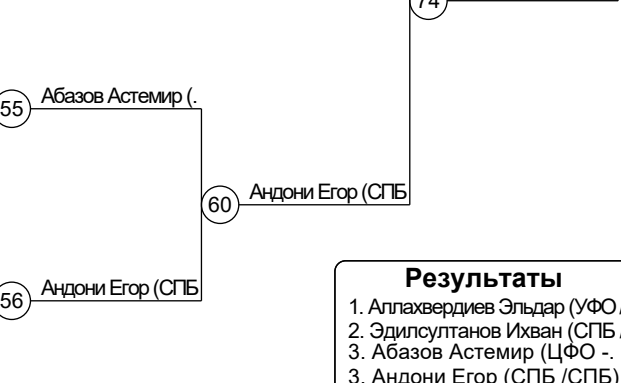 74
55
Абазов Астемир (.
60
Андони Егор (СПБ
56
Андони Егор (СПБ
Результаты
1. Аллахвердиев Эльдар (УФО /
2. Эдилсултанов Ихван (СПБ /
3. Абазов Астемир (ЦФО -.
3. Андони Егор (СПБ /СПБ)